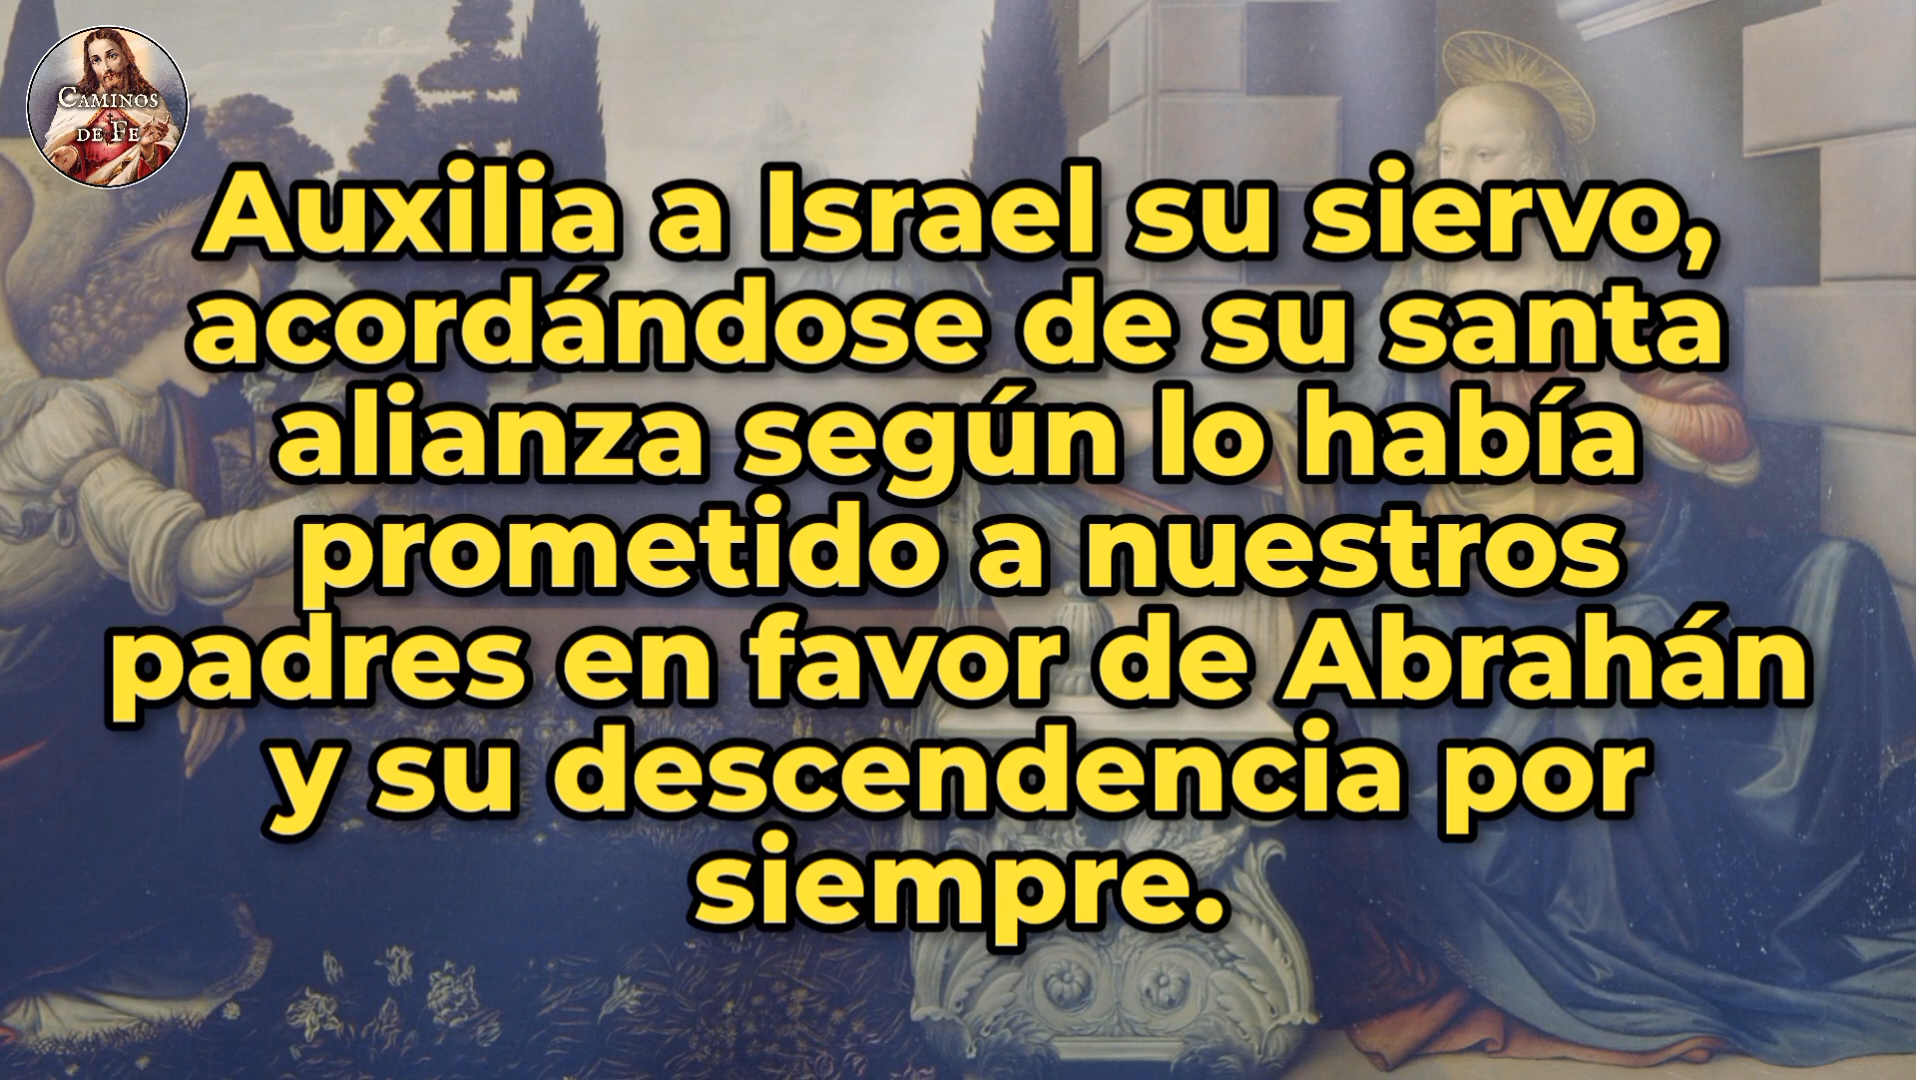 CAMINOS
DE FE
Auxilia a Israel su siervo,
acordándose de su santa
alianza según lo había
prometido a nuestros
padres en favor de Abrahán
y su descendencia por
siempre.